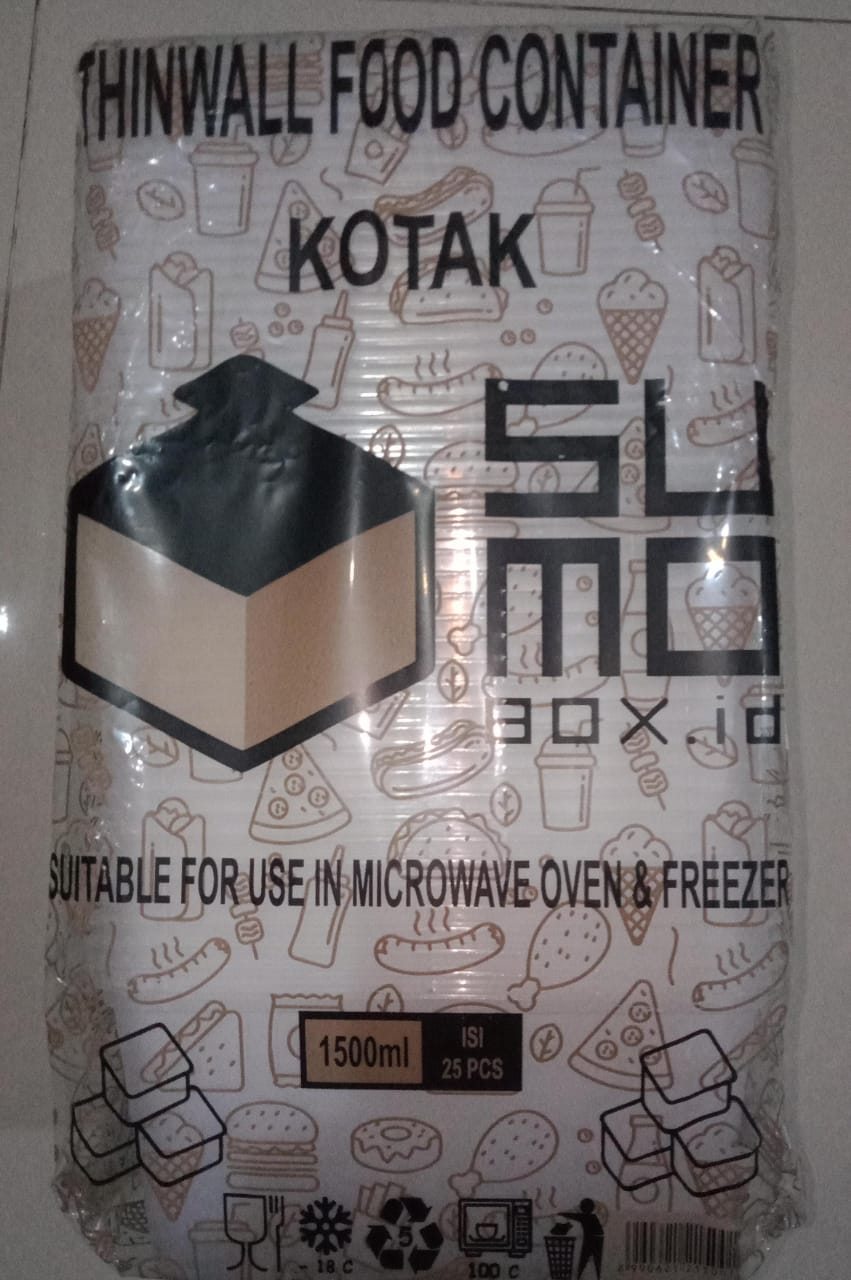 THINWALL FOOD CONTAINER
KOTAK
SU
MO
BOX.id
SUITABLE FOR USE IN MICROWAVE OVEN & FREEZER
1500ml
ISI
25 PCS
5
- 18 C
100 C